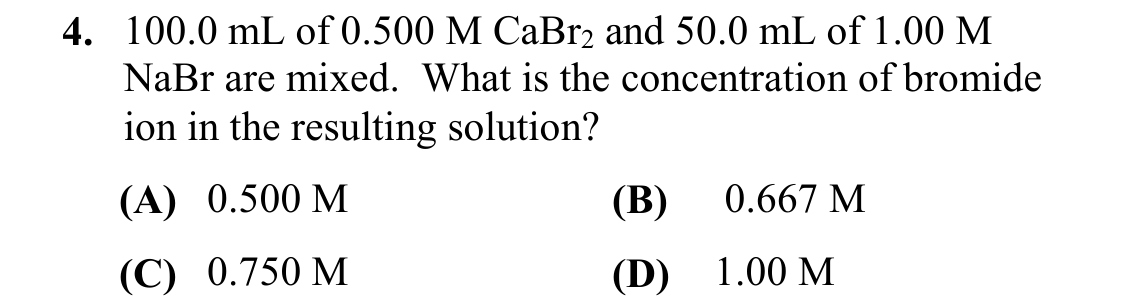 4. 100.0 mL of 0.500 M CaBr₂ and 50.0 mL of 1.00 M
NaBr are mixed. What is the concentration of bromide
ion in the resulting solution?
(A) 0.500 M (B) 0.667 M
(C) 0.750 M (D) 1.00 M